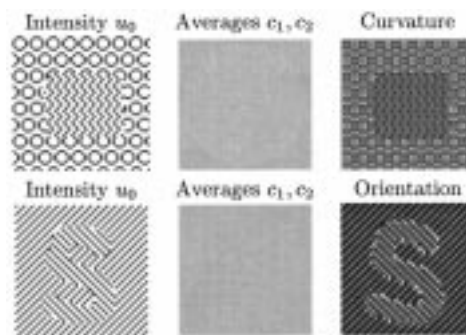 Intensity u₀ Averages c₁, c₂ Curvature
Intensity u₀ Averages c₁, c₂ Orientation